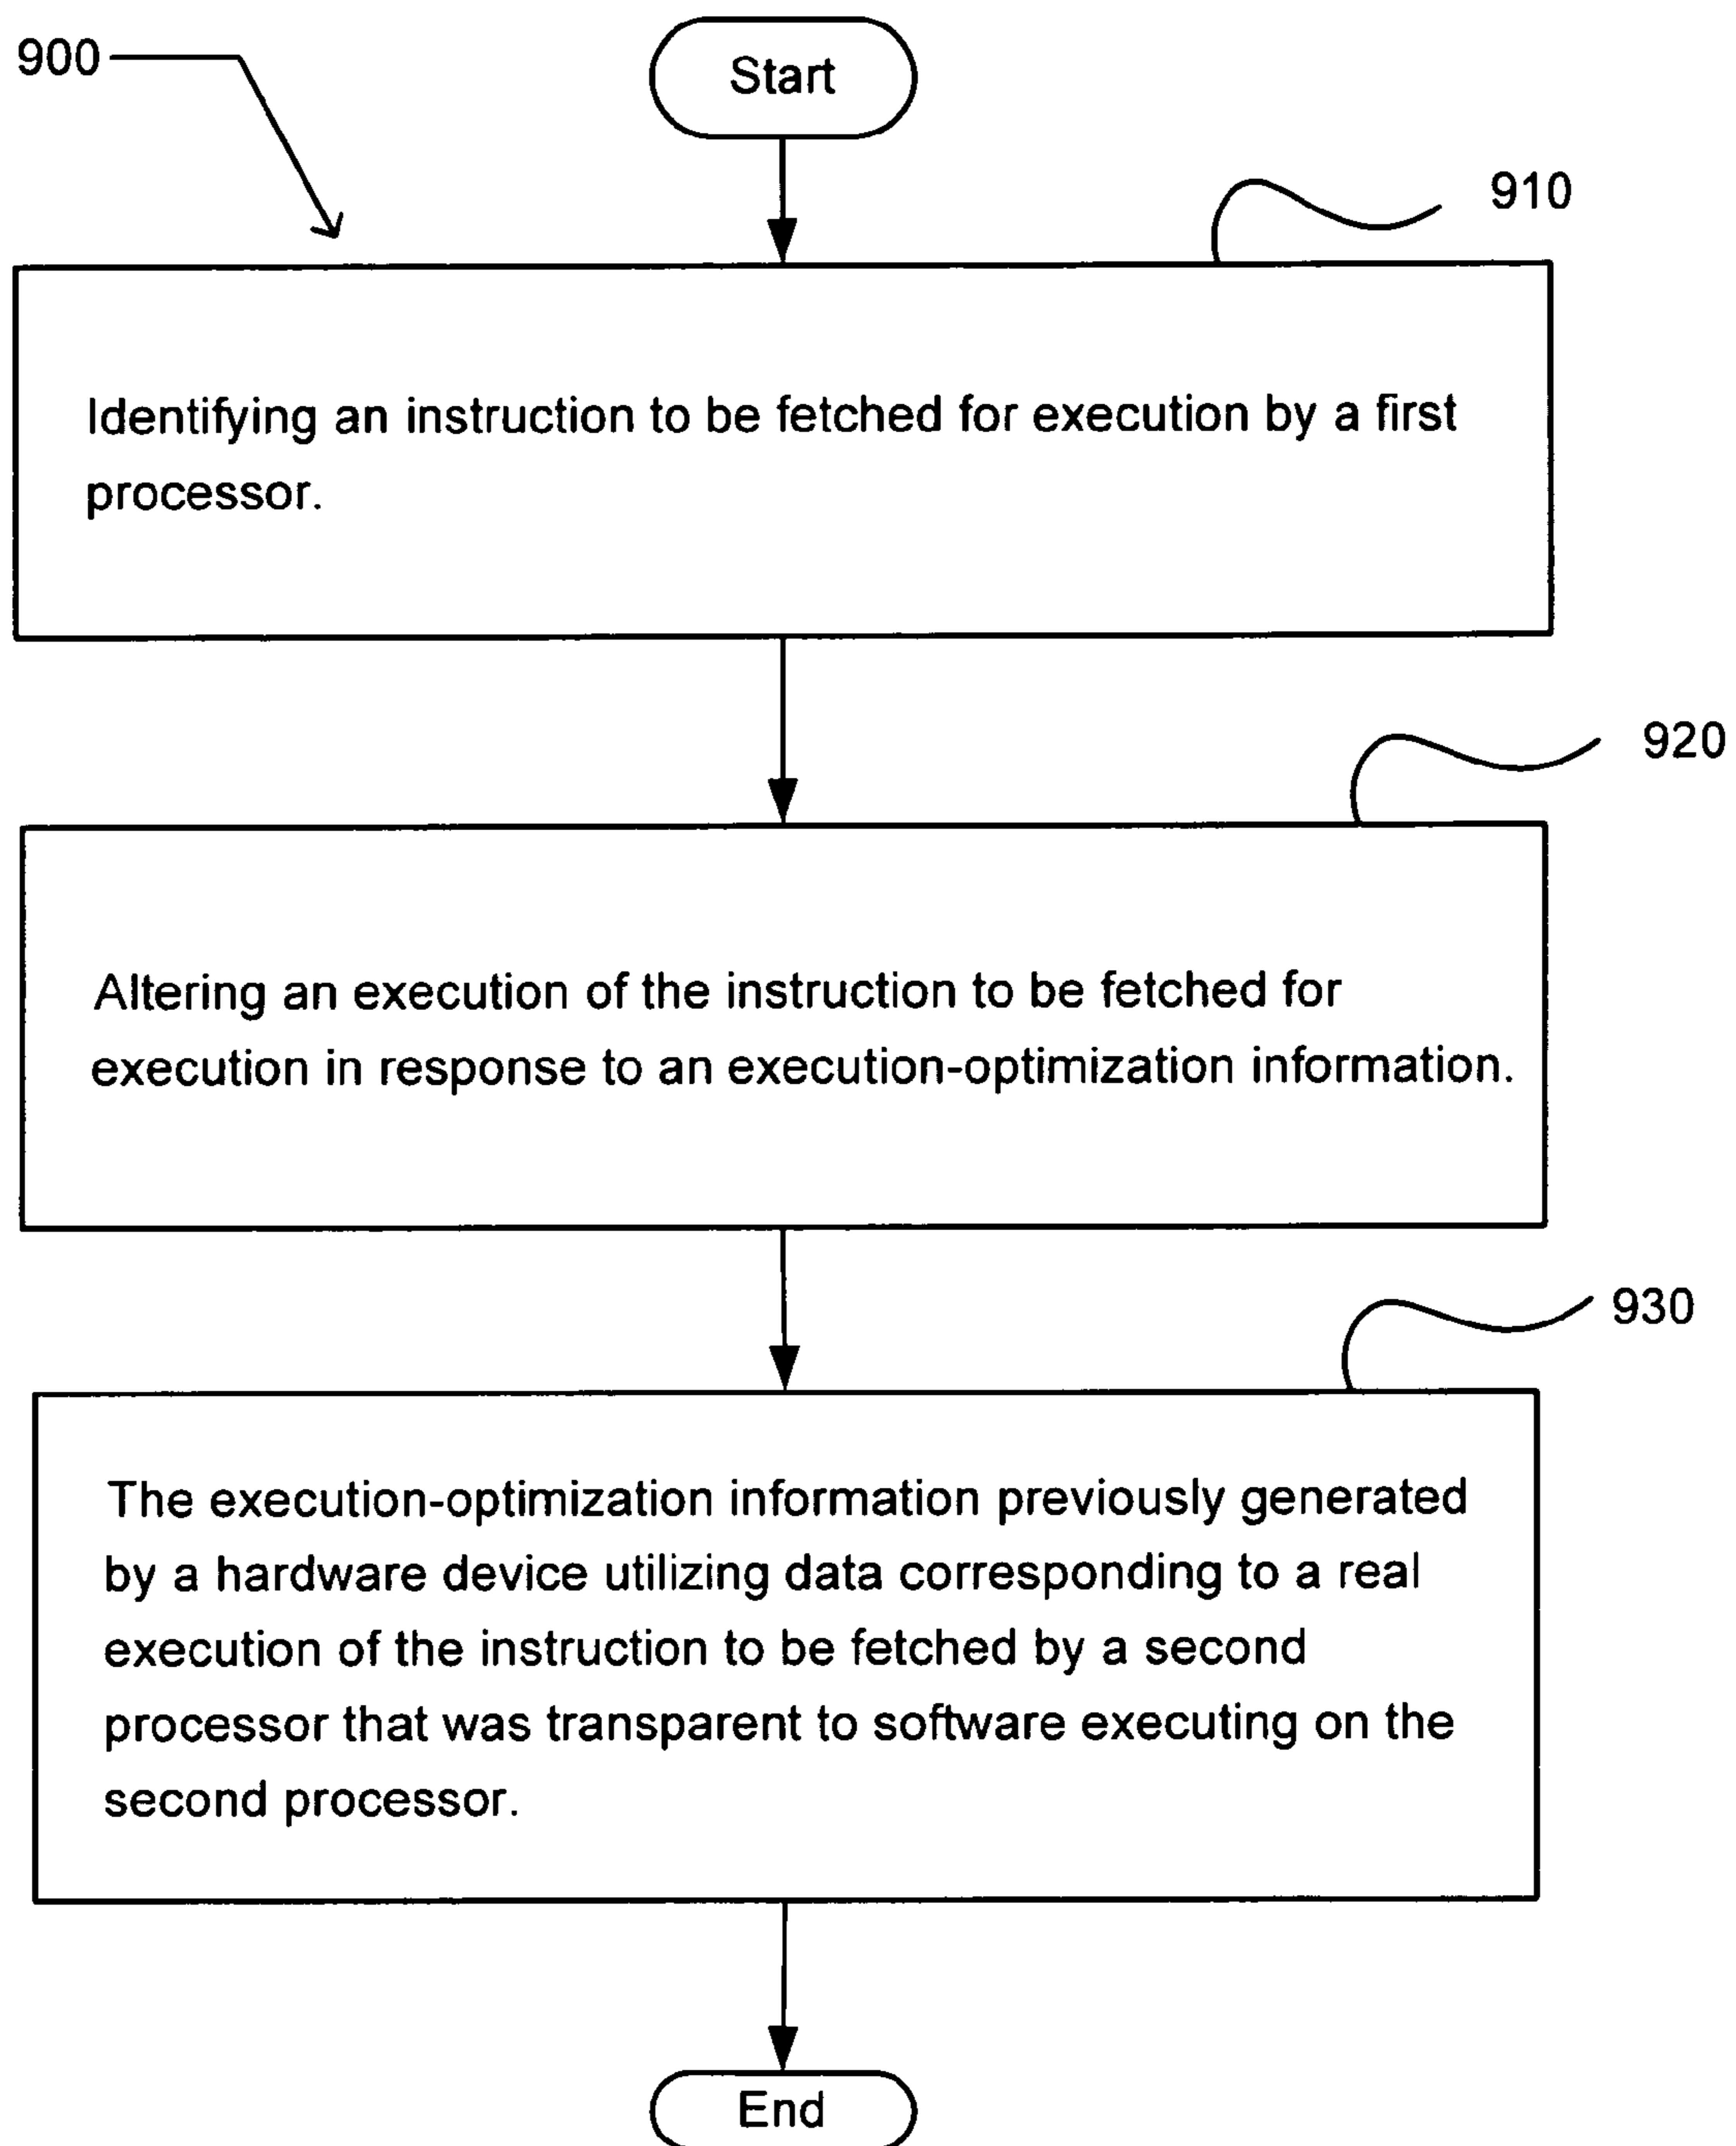 900
Start
910
Identifying an instruction to be fetched for execution by a first
processor.
920
Altering an execution of the instruction to be fetched for
execution in response to an execution-optimization information.
930
The execution-optimization information previously generated
by a hardware device utilizing data corresponding to a real
execution of the instruction to be fetched by a second
processor that was transparent to software executing on the
second processor.
End